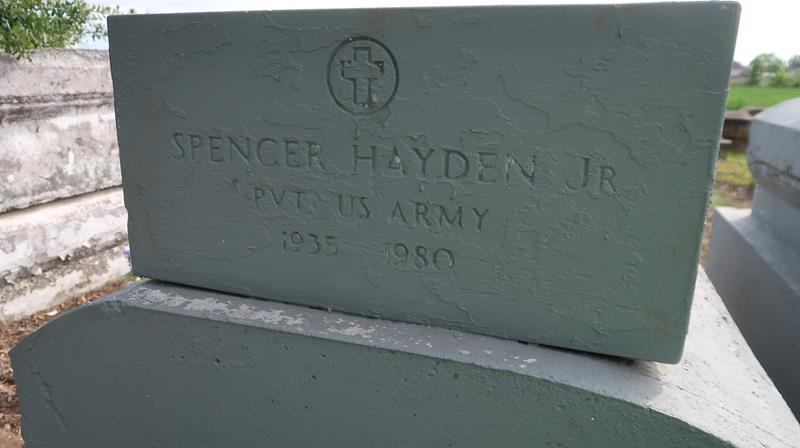 SPENCER HAYDEN JR
PVT US ARMY
1935 1980